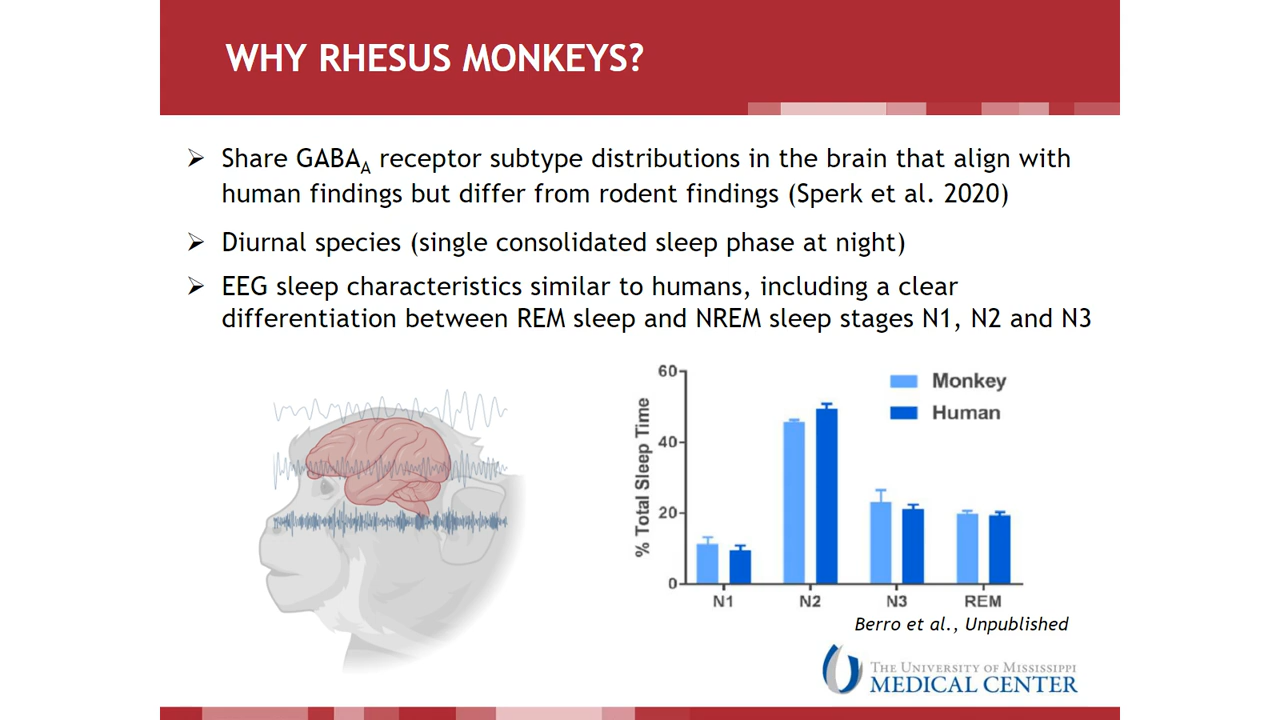 WHY RHESUS MONKEYS?
➢ Share GABAA receptor subtype distributions in the brain that align with
human findings but differ from rodent findings (Sperk et al. 2020)
➢ Diurnal species (single consolidated sleep phase at night)
➢ EEG sleep characteristics similar to humans, including a clear
differentiation between REM sleep and NREM sleep stages N1, N2 and N3
% Total Sleep Time
60
40
20
0
Monkey
Human
N1 N2 N3 REM
Berro et al., Unpublished
THE UNIVERSITY OF MISSISSIPPI
MEDICAL CENTER